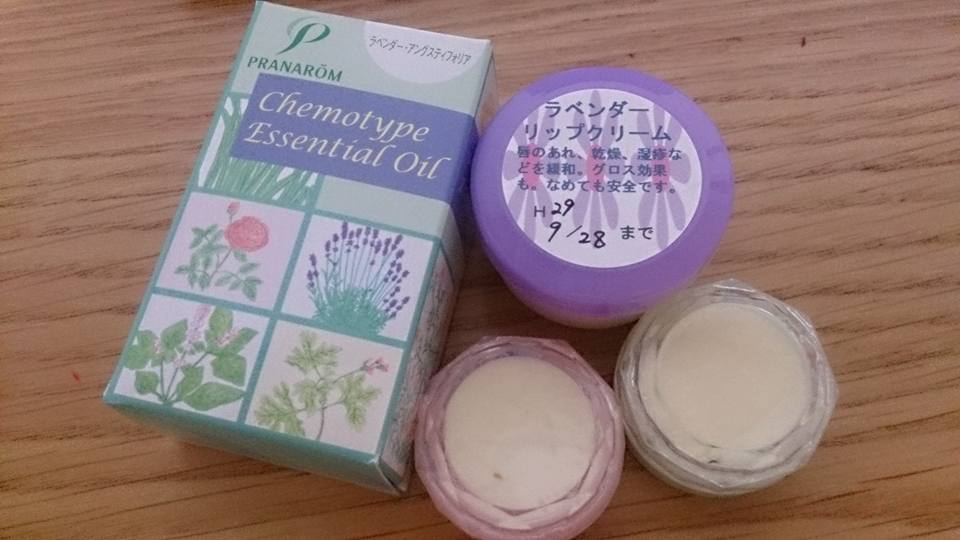 PRANARŌM
ラベンダー・アングスティフォリア
Chemotype
Essential Oil
ラベンダー
リップクリーム
唇のあれ、乾燥、湿疹な
どを緩和。グロス効果
も。なめても安全です。
H29
9/28 まで